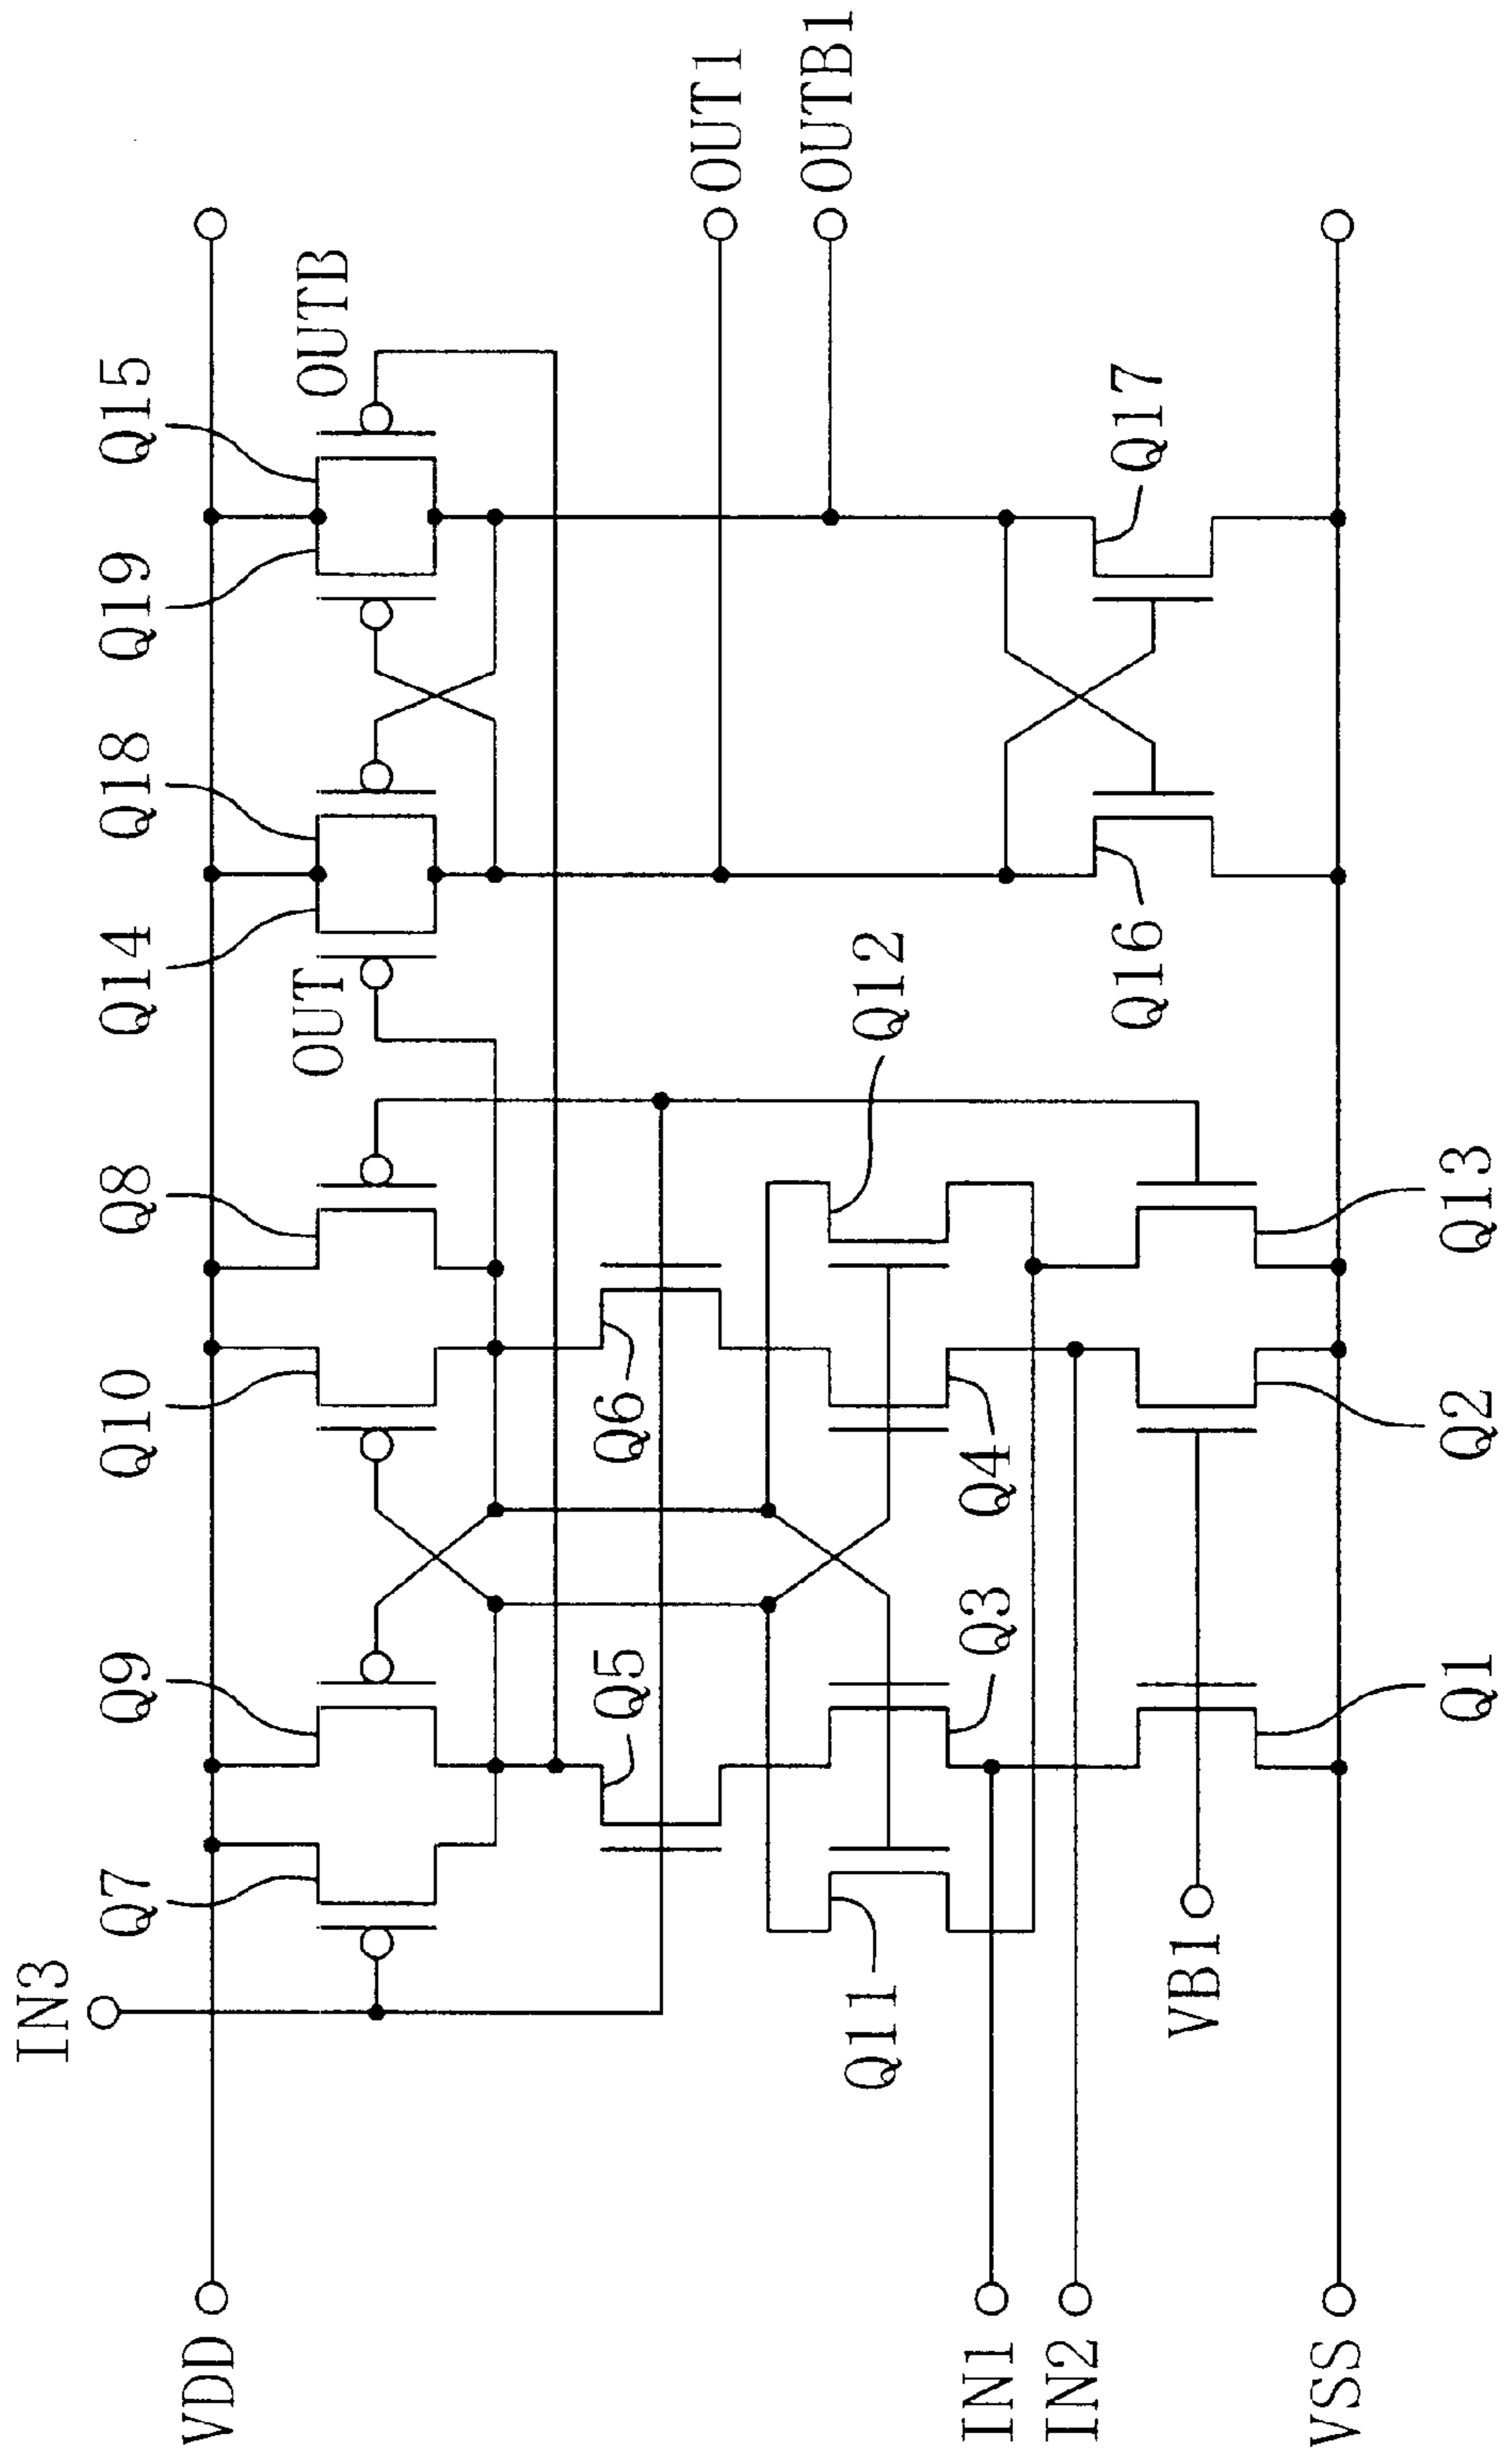 IN3
Q7
Q9
Q10
Q8
Q14
Q18
Q19
Q15
VDD
OUT
OUTB
Q5
Q6
OUT1
OUTB1
Q11
Q12
Q3
Q4
IN1
IN2
Q16
Q17
VB1
VSS
Q1
Q2
Q13